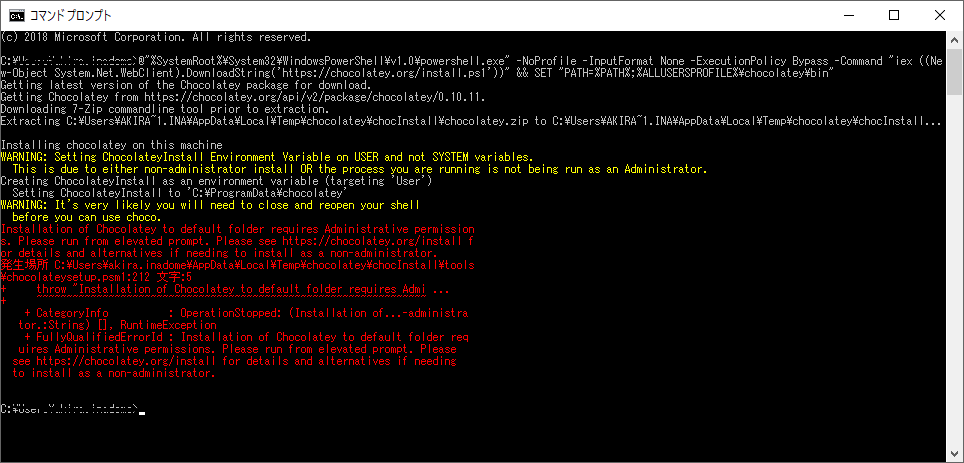 コマンドプロンプト
(c) 2018 Microsoft Corporation. All rights reserved.
C:¥>@"%SystemRoot%¥System32¥WindowsPowerShell¥v1.0¥powershell.exe" -NoProfile -InputFormat None -ExecutionPolicy Bypass -Command "iex ((Ne
w-Object System.Net.WebClient).DownloadString('https://chocolatey.org/install.ps1'))" && SET "PATH=%PATH%;%ALLUSERSPROFILE%¥chocolatey¥bin"
Getting latest version of the Chocolatey package for download.
Getting Chocolatey from https://chocolatey.org/api/v2/package/chocolatey/0.10.11.
Downloading 7-Zip commandline tool prior to extraction.
Extracting C:¥Users¥AKIRA~1.INA¥AppData¥Local¥Temp¥chocolatey¥chocInstall¥chocolatey.zip to C:¥Users¥AKIRA~1.INA¥AppData¥Local¥Temp¥chocolatey¥chocInstall...
Installing chocolatey on this machine
WARNING: Setting ChocolateyInstall Environment Variable on USER and not SYSTEM variables.
This is due to either non-administrator install OR the process you are running is not being run as an Administrator.
Creating ChocolateyInstall as an environment variable (targeting 'User')
Setting ChocolateyInstall to 'C:¥ProgramData¥chocolatey'
WARNING: It's very likely you will need to close and reopen your shell
before you can use choco.
Installation of Chocolatey to default folder requires Administrative permission
s. Please run from elevated prompt. Please see https://chocolatey.org/install f
or details and alternatives if needing to install as a non-administrator.
発生場所 C:¥Users¥akira.inadome¥AppData¥Local¥Temp¥chocolatey¥chocInstall¥tools
¥chocolateysetup.psm1:212 文字:5
+     throw "Installation of Chocolatey to default folder requires Admi ...
+     ~~~~~~~~~~~~~~~~~~~~~~~~~~~~~~~~~~~~~~~~~~~~~~~~~~~~~~~~~~~~~~~~~
+ CategoryInfo          : OperationStopped: (Installation of...-administra
tor.:String) [], RuntimeException
+ FullyQualifiedErrorId : Installation of Chocolatey to default folder req
uires Administrative permissions. Please run from elevated prompt. Please
see https://chocolatey.org/install for details and alternatives if needing
to install as a non-administrator.
C:¥>